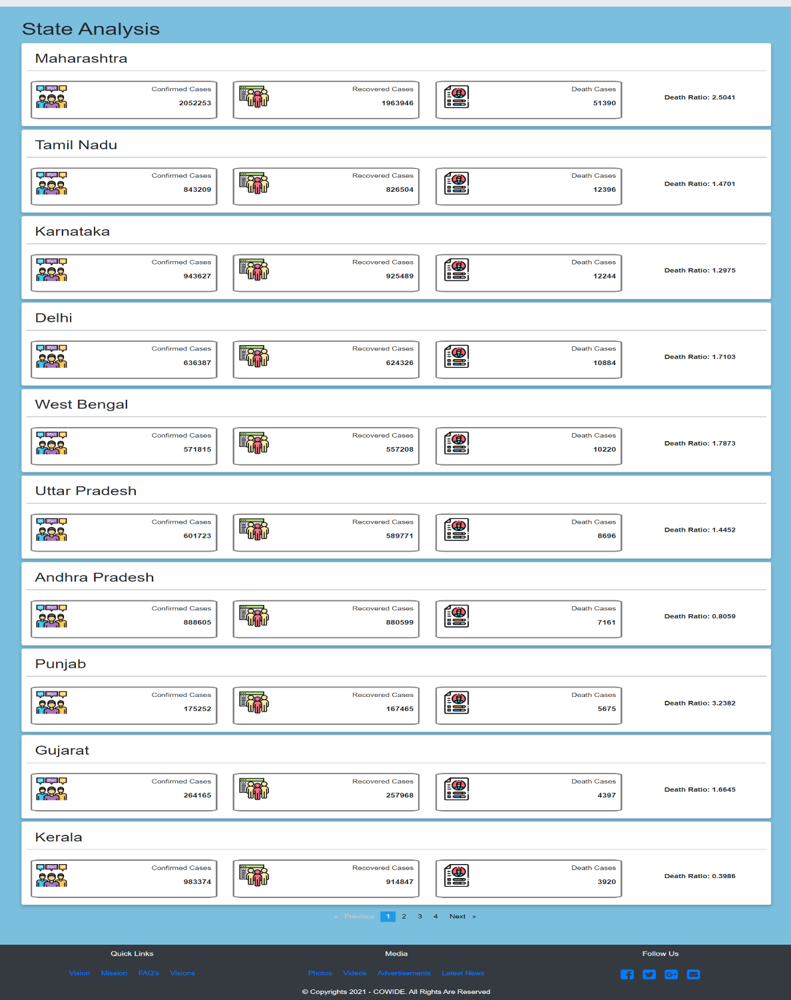 State Analysis
Maharashtra
Confirmed Cases Recovered Cases Death Cases
2052253 1963946 51390 Death Ratio: 2.5041
Tamil Nadu
Confirmed Cases Recovered Cases Death Cases
843209 826504 12396 Death Ratio: 1.4701
Karnataka
Confirmed Cases Recovered Cases Death Cases
943627 925489 12244 Death Ratio: 1.2975
Delhi
Confirmed Cases Recovered Cases Death Cases
636387 624326 10884 Death Ratio: 1.7103
West Bengal
Confirmed Cases Recovered Cases Death Cases
571815 557208 10220 Death Ratio: 1.7873
Uttar Pradesh
Confirmed Cases Recovered Cases Death Cases
601723 589771 8696 Death Ratio: 1.4452
Andhra Pradesh
Confirmed Cases Recovered Cases Death Cases
888605 880599 7161 Death Ratio: 0.8059
Punjab
Confirmed Cases Recovered Cases Death Cases
175252 167465 5675 Death Ratio: 3.2382
Gujarat
Confirmed Cases Recovered Cases Death Cases
264165 257968 4397 Death Ratio: 1.6645
Kerala
Confirmed Cases Recovered Cases Death Cases
983374 914847 3920 Death Ratio: 0.3986
« Previous 1 2 3 4 Next »
Quick Links Media Follow Us
Vision Mission FAQ's Visions Photos Videos Advertisements Latest News
© Copyrights 2021 - COWIDE. All Rights Are Reserved